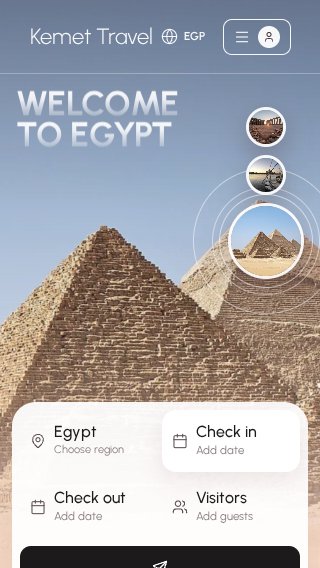 Kemet Travel
EGP
WELCOME
TO EGYPT
Egypt
Choose region
Check in
Add date
Check out
Add date
Visitors
Add guests